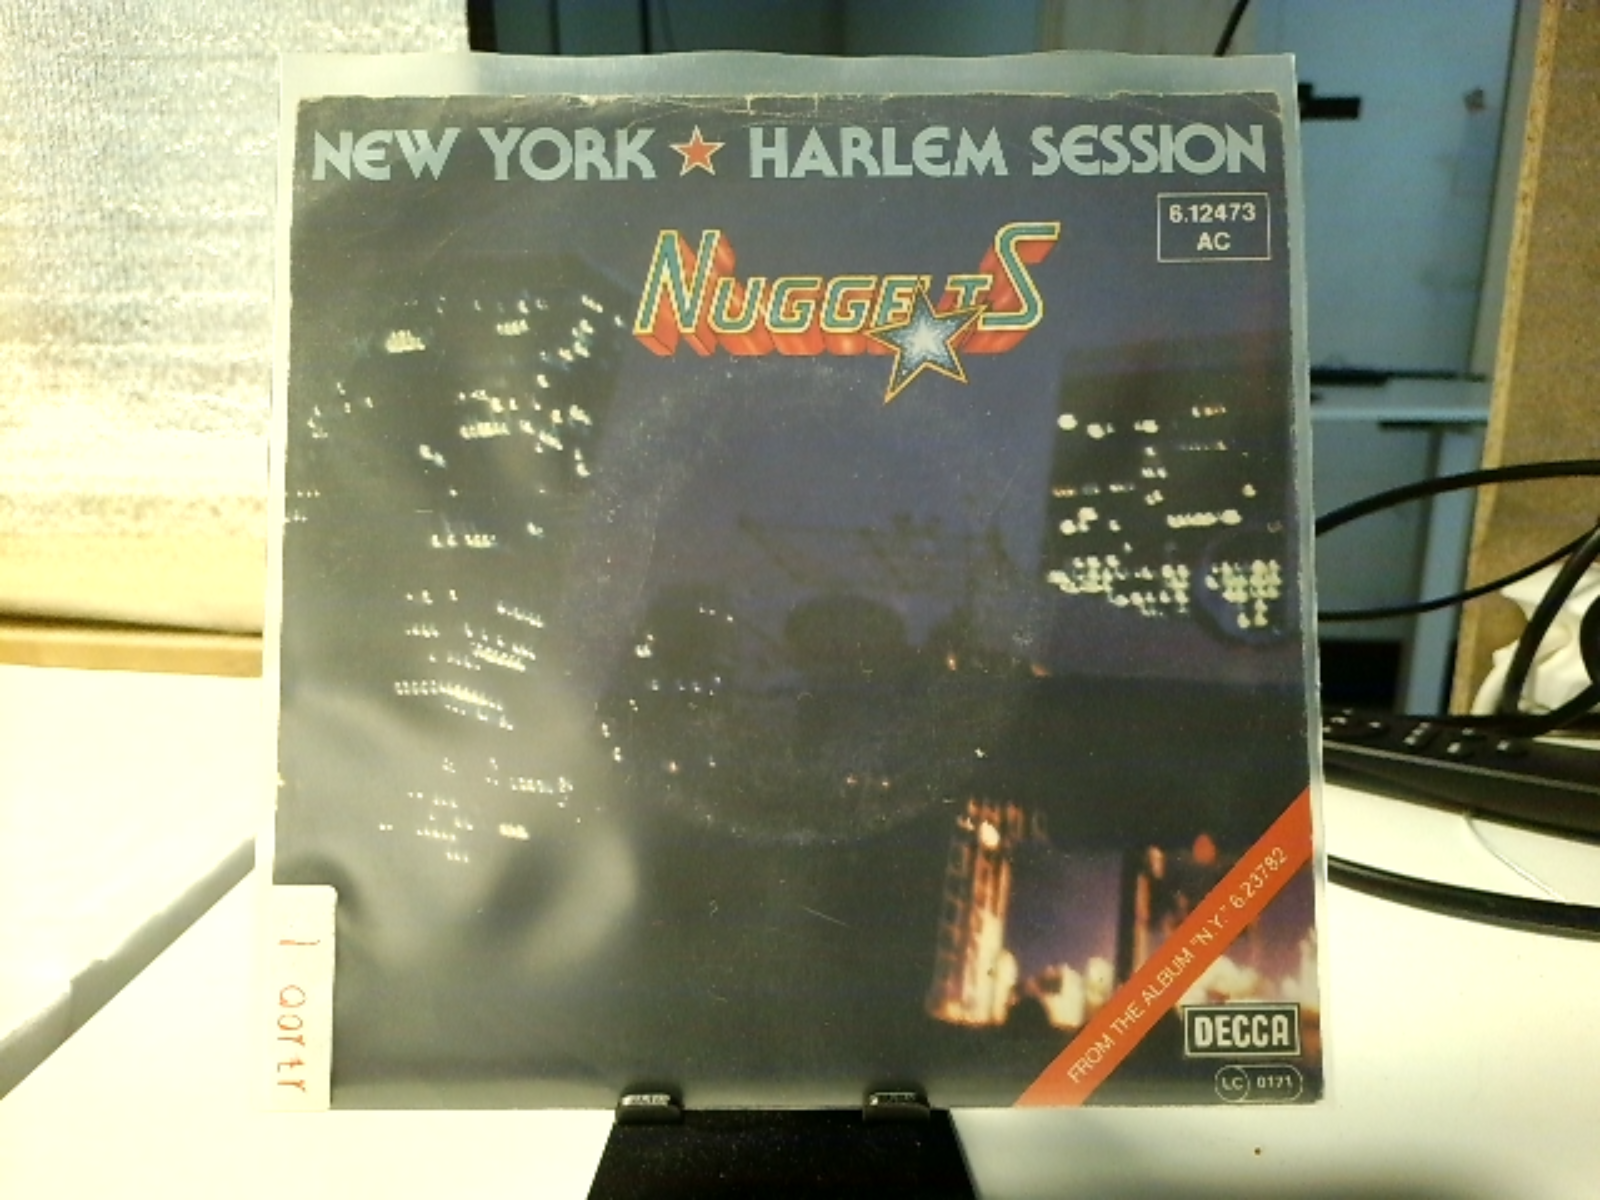 NEW YORK ★ HARLEM SESSION
6.12473
AC
NUGGETS
FROM THE ALBUM "N.Y." 6.23782
DECCA
LC 0171